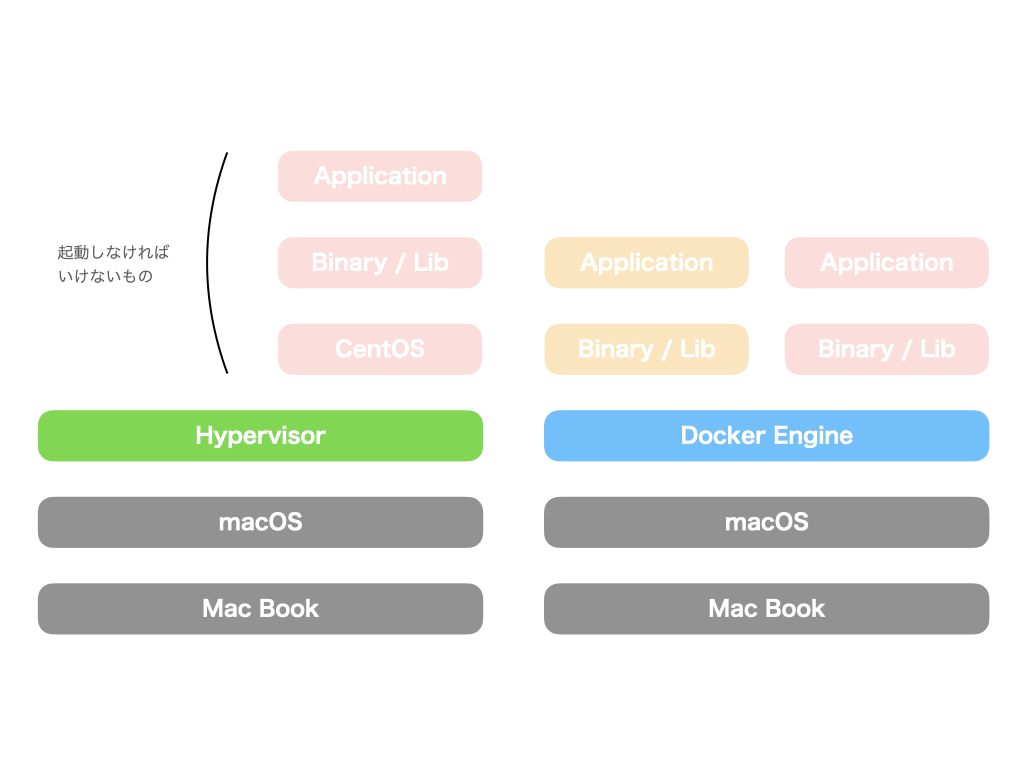 Application
起動しなければ
いけないもの
Binary / Lib
CentOS
Hypervisor
macOS
Mac Book
Application
Application
Binary / Lib
Binary / Lib
Docker Engine
macOS
Mac Book